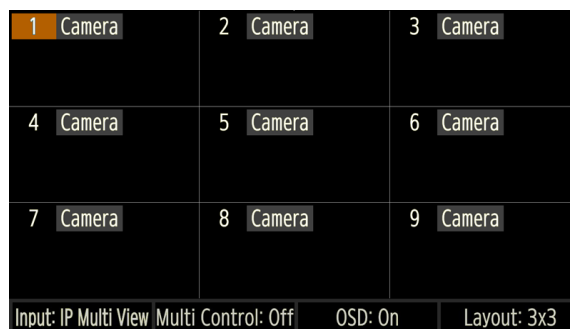 1 Camera 2 Camera 3 Camera
4 Camera 5 Camera 6 Camera
7 Camera 8 Camera 9 Camera
Input: IP Multi View Multi Control: Off OSD: On Layout: 3x3